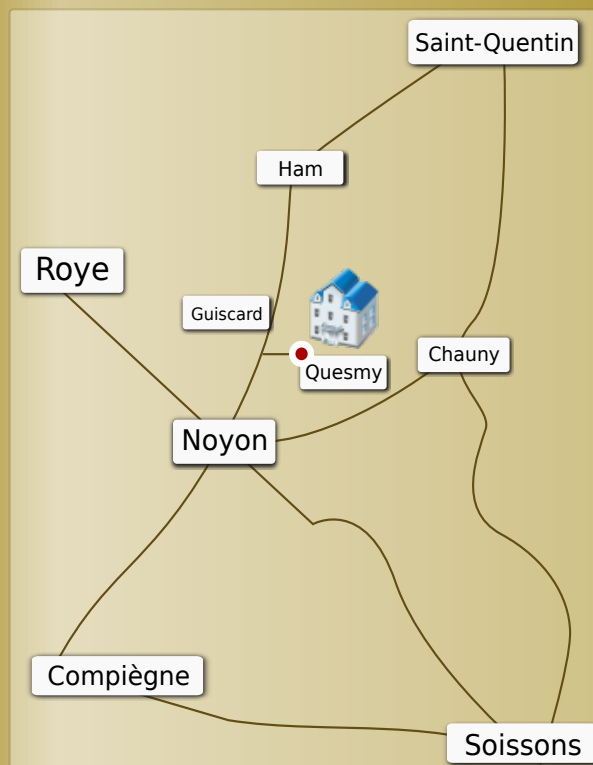 Saint-Quentin
Ham
Roye
Guiscard
Chauny
Quesmy
Noyon
Compiègne
Soissons